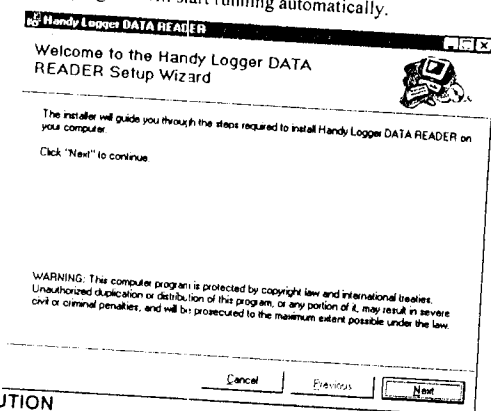 start running automatically.
Handy Logger DATA READER
Welcome to the Handy Logger DATA
READER Setup Wizard
The installer will guide you through the steps required to install Handy Logger DATA READER on
your computer.
Click "Next" to continue.
WARNING: This computer program is protected by copyright law and international treaties.
Unauthorized duplication or distribution of this program, or any portion of it, may result in severe
civil or criminal penalties, and will be prosecuted to the maximum extent possible under the law.
Cancel
Previous
Next
UTION